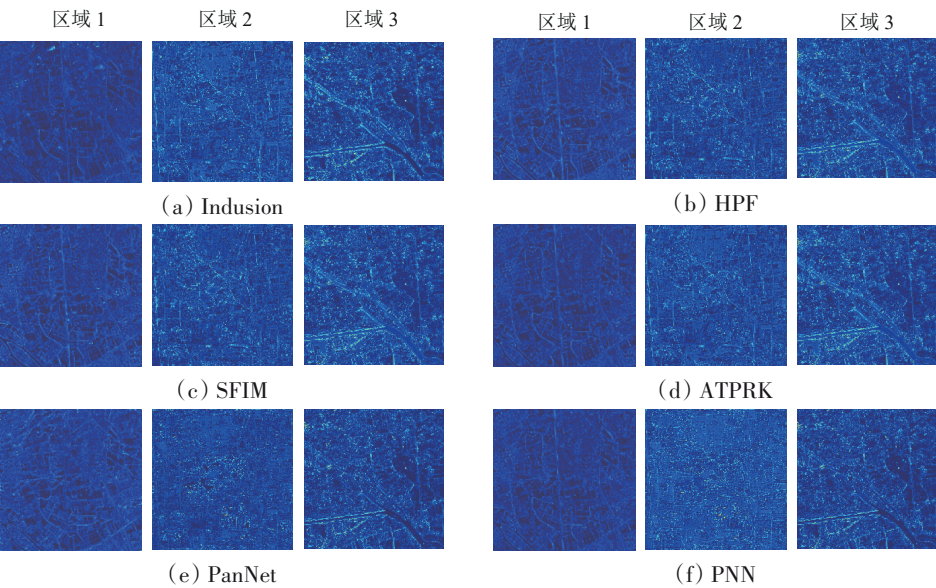 区域 1 区域 2 区域 3 区域 1 区域 2 区域 3
(a) Indusion (b) HPF
(c) SFIM (d) ATPRK
(e) PanNet (f) PNN